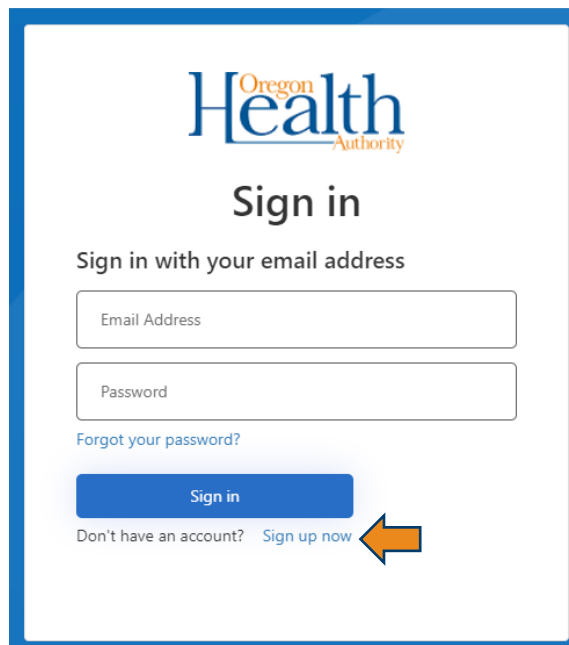 Oregon
Health
Authority
Sign in
Sign in with your email address
Email Address
Password
Forgot your password?
Sign in
Don't have an account? Sign up now